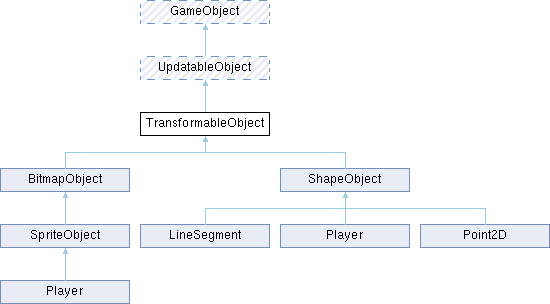 GameObject
UpdatableObject
TransformableObject
BitmapObject
ShapeObject
SpriteObject
LineSegment
Player
Point2D
Player